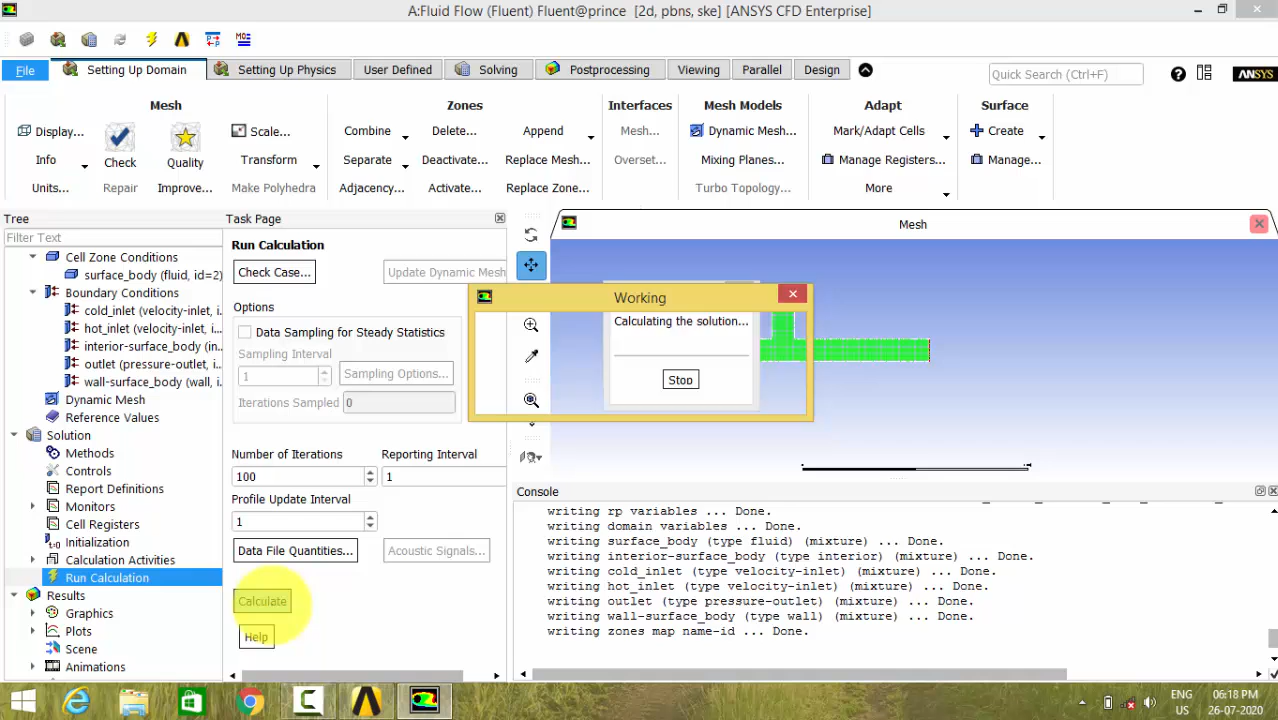 A:Fluid Flow (Fluent) Fluent@prince [2d, pbns, ske] [ANSYS CFD Enterprise]
File
Setting Up Domain
Setting Up Physics
User Defined
Solving
Postprocessing
Viewing
Parallel
Design
Quick Search (Ctrl+F)
ANSYS
Mesh
Zones
Interfaces
Mesh Models
Adapt
Surface
Display...
Scale...
Combine
Delete...
Append
Mesh...
Dynamic Mesh...
Mark/Adapt Cells
Create
Info
Check
Quality
Transform
Separate
Deactivate...
Replace Mesh...
Overset...
Mixing Planes...
Manage Registers...
Manage...
Units...
Repair
Improve...
Make Polyhedra
Adjacency...
Activate...
Replace Zone...
Turbo Topology...
More
Tree
Filter Text
Cell Zone Conditions
surface_body (fluid, id=2)
Boundary Conditions
cold_inlet (velocity-inlet,
hot_inlet (velocity-inlet,
interior-surface_body (in
outlet (pressure-outlet,
wall-surface_body (wall, i
Dynamic Mesh
Reference Values
Solution
Methods
Controls
Report Definitions
Monitors
Cell Registers
Initialization
Calculation Activities
Run Calculation
Results
Graphics
Plots
Scene
Animations
Task Page
Run Calculation
Check Case...
Update Dynamic Mesh
Options
Data Sampling for Steady Statistics
Sampling Interval
1
Sampling Options...
Iterations Sampled
0
Number of Iterations
Reporting Interval
100
1
Profile Update Interval
1
Data File Quantities...
Acoustic Signals...
Calculate
Help
Mesh
Working
Calculating the solution...
Stop
Console
writing rp variables ... Done.
writing domain variables ... Done.
writing surface_body (type fluid) (mixture) ... Done.
writing interior-surface_body (type interior) (mixture) ... Done.
writing cold_inlet (type velocity-inlet) (mixture) ... Done.
writing hot_inlet (type velocity-inlet) (mixture) ... Done.
writing outlet (type pressure-outlet) (mixture) ... Done.
writing wall-surface_body (type wall) (mixture) ... Done.
writing zones map name-id ... Done.
ENG
US
06:18 PM
26-07-2020